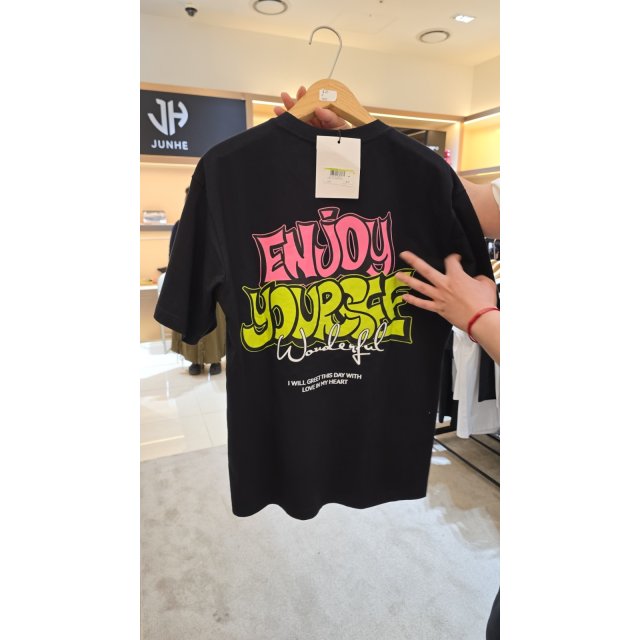 JH
JUNHE
ENJOY
YOURSELF
Wonderful
I WILL GREET THIS DAY WITH
LOVE IN MY HEART